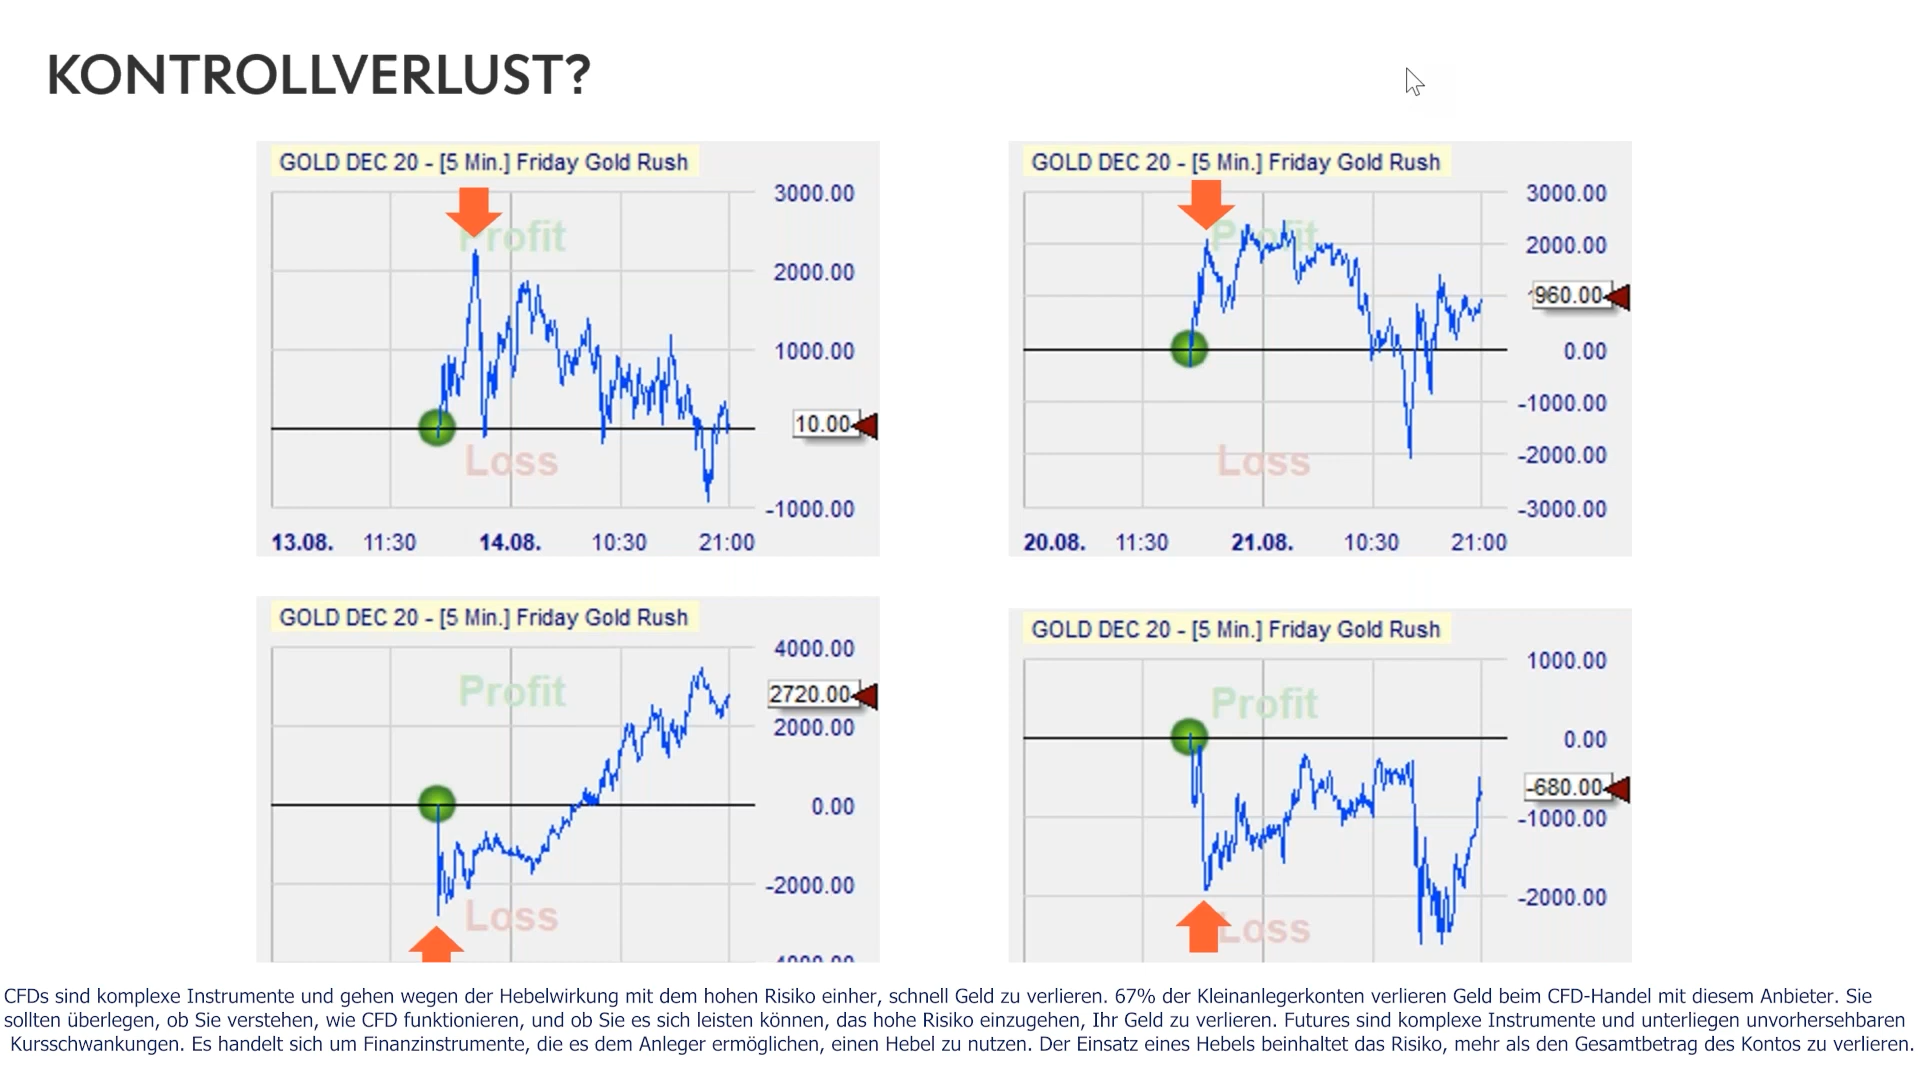 KONTROLLVERLUST?
GOLD DEC 20 - [5 Min.] Friday Gold Rush
3000.00
Profit
2000.00
1000.00
10.00
Loss
-1000.00
13.08. 11:30 14.08. 10:30 21:00
GOLD DEC 20 - [5 Min.] Friday Gold Rush
3000.00
Profit
2000.00
960.00
0.00
-1000.00
Loss
-2000.00
-3000.00
20.08. 11:30 21.08. 10:30 21:00
GOLD DEC 20 - [5 Min.] Friday Gold Rush
4000.00
Profit
2720.00
2000.00
0.00
-2000.00
Loss
GOLD DEC 20 - [5 Min.] Friday Gold Rush
1000.00
Profit
0.00
-680.00
-1000.00
-2000.00
Loss
CFDs sind komplexe Instrumente und gehen wegen der Hebelwirkung mit dem hohen Risiko einher, schnell Geld zu verlieren. 67% der Kleinanlegerkonten verlieren Geld beim CFD-Handel mit diesem Anbieter. Sie
sollten überlegen, ob Sie verstehen, wie CFD funktionieren, und ob Sie es sich leisten können, das hohe Risiko einzugehen, Ihr Geld zu verlieren. Futures sind komplexe Instrumente und unterliegen unvorhersehbaren
Kursschwankungen. Es handelt sich um Finanzinstrumente, die es dem Anleger ermöglichen, einen Hebel zu nutzen. Der Einsatz eines Hebels beinhaltet das Risiko, mehr als den Gesamtbetrag des Kontos zu verlieren.